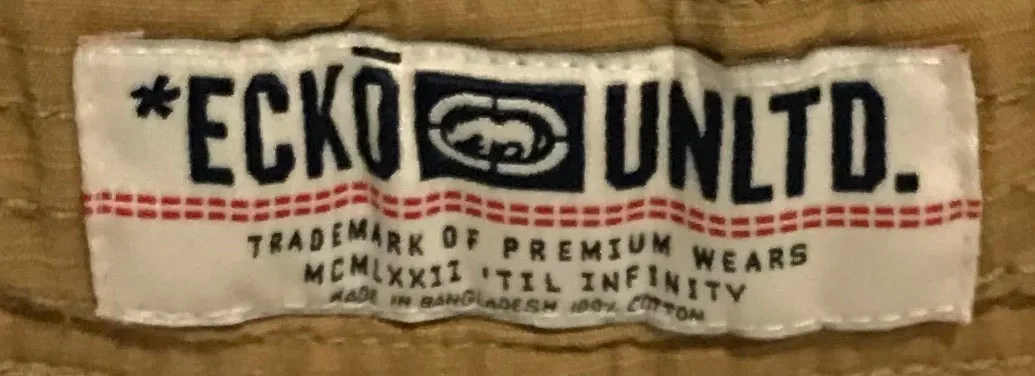 *ECKŌ UNLTD.
TRADEMARK OF PREMIUM WEARS
MCMLXXII 'TIL INFINITY
MADE IN BANGLADESH 100% COTTON